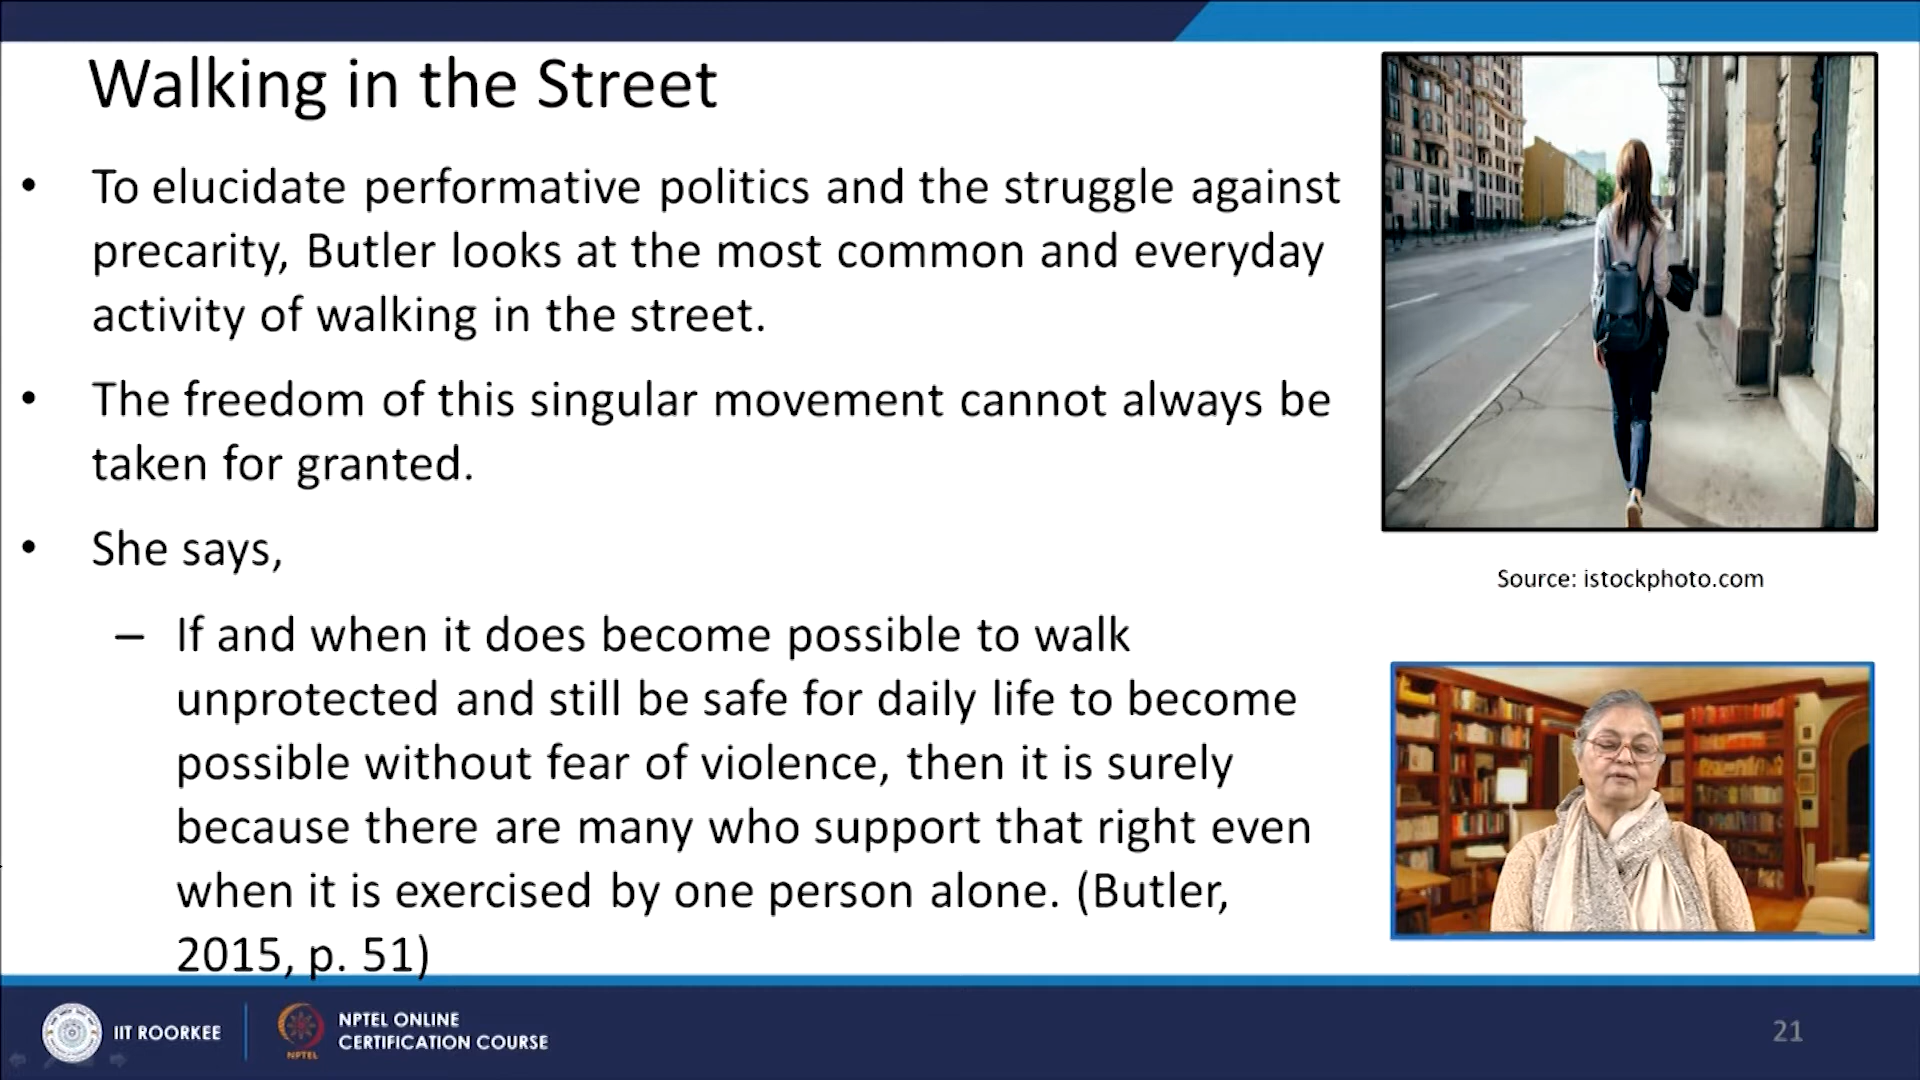 Walking in the Street
• To elucidate performative politics and the struggle against
precarity, Butler looks at the most common and everyday
activity of walking in the street.
• The freedom of this singular movement cannot always be
taken for granted.
• She says,
– If and when it does become possible to walk
unprotected and still be safe for daily life to become
possible without fear of violence, then it is surely
because there are many who support that right even
when it is exercised by one person alone. (Butler,
2015, p. 51)
Source: istockphoto.com
IIT ROORKEE
NPTEL
NPTEL ONLINE
CERTIFICATION COURSE
21